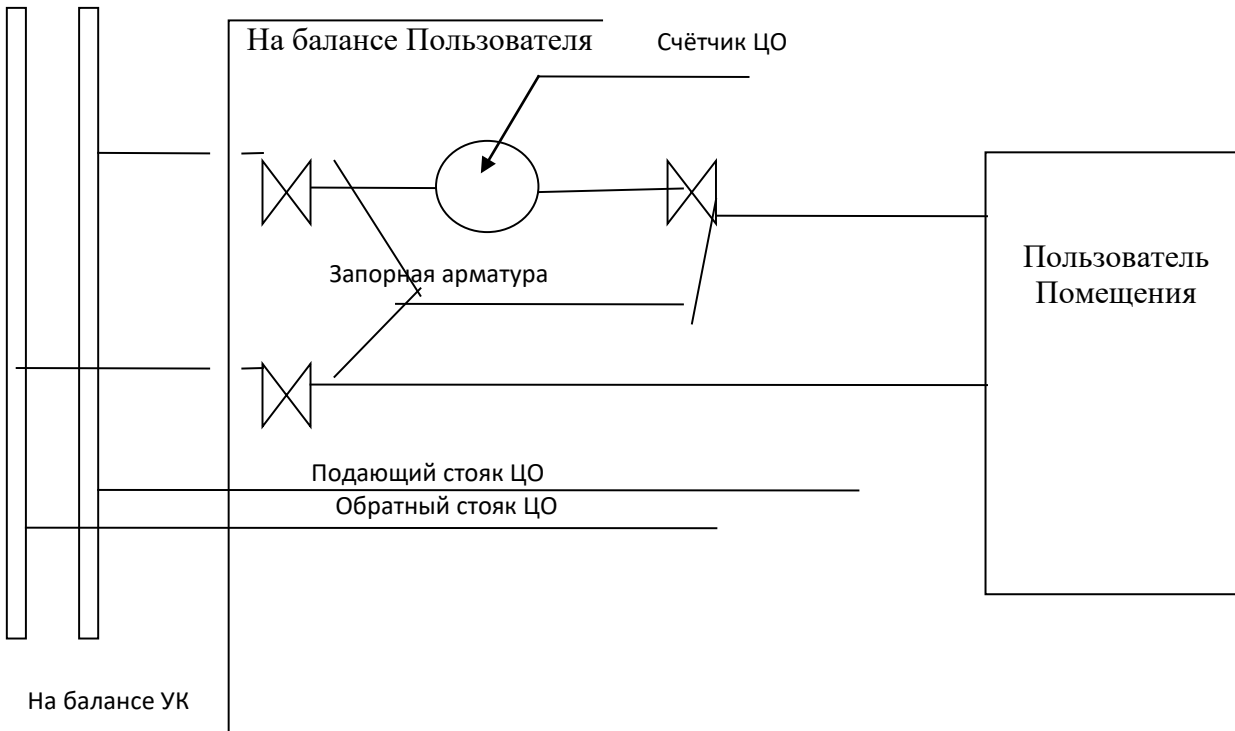 На балансе Пользователя
Счётчик ЦО
Запорная арматура
Пользователь
Помещения
Подающий стояк ЦО
Обратный стояк ЦО
На балансе УК